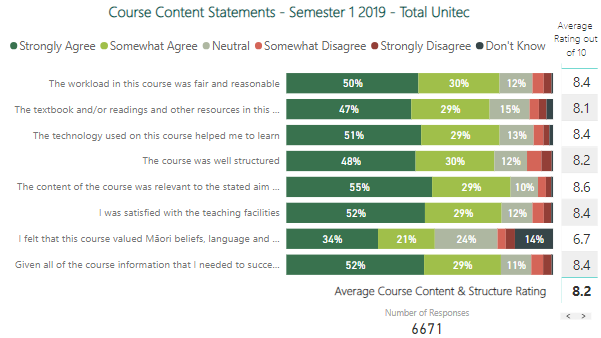 Course Content Statements - Semester 1 2019 - Total Unitec
Average
Rating out
of 10
Strongly Agree Somewhat Agree Neutral Somewhat Disagree Strongly Disagree Don't Know
The workload in this course was fair and reasonable 50% 30% 12% 8.4
The textbook and/or readings and other resources in this ... 47% 29% 15% 8.1
The technology used on this course helped me to learn 51% 29% 13% 8.4
The course was well structured 48% 30% 12% 8.2
The content of the course was relevant to the stated aim ... 55% 29% 10% 8.6
I was satisfied with the teaching facilities 52% 29% 12% 8.4
I felt that this course valued Māori beliefs, language and ... 34% 21% 24% 14% 6.7
Given all of the course information that I needed to succe... 52% 29% 11% 8.4
Average Course Content & Structure Rating 8.2
Number of Responses < >
6671